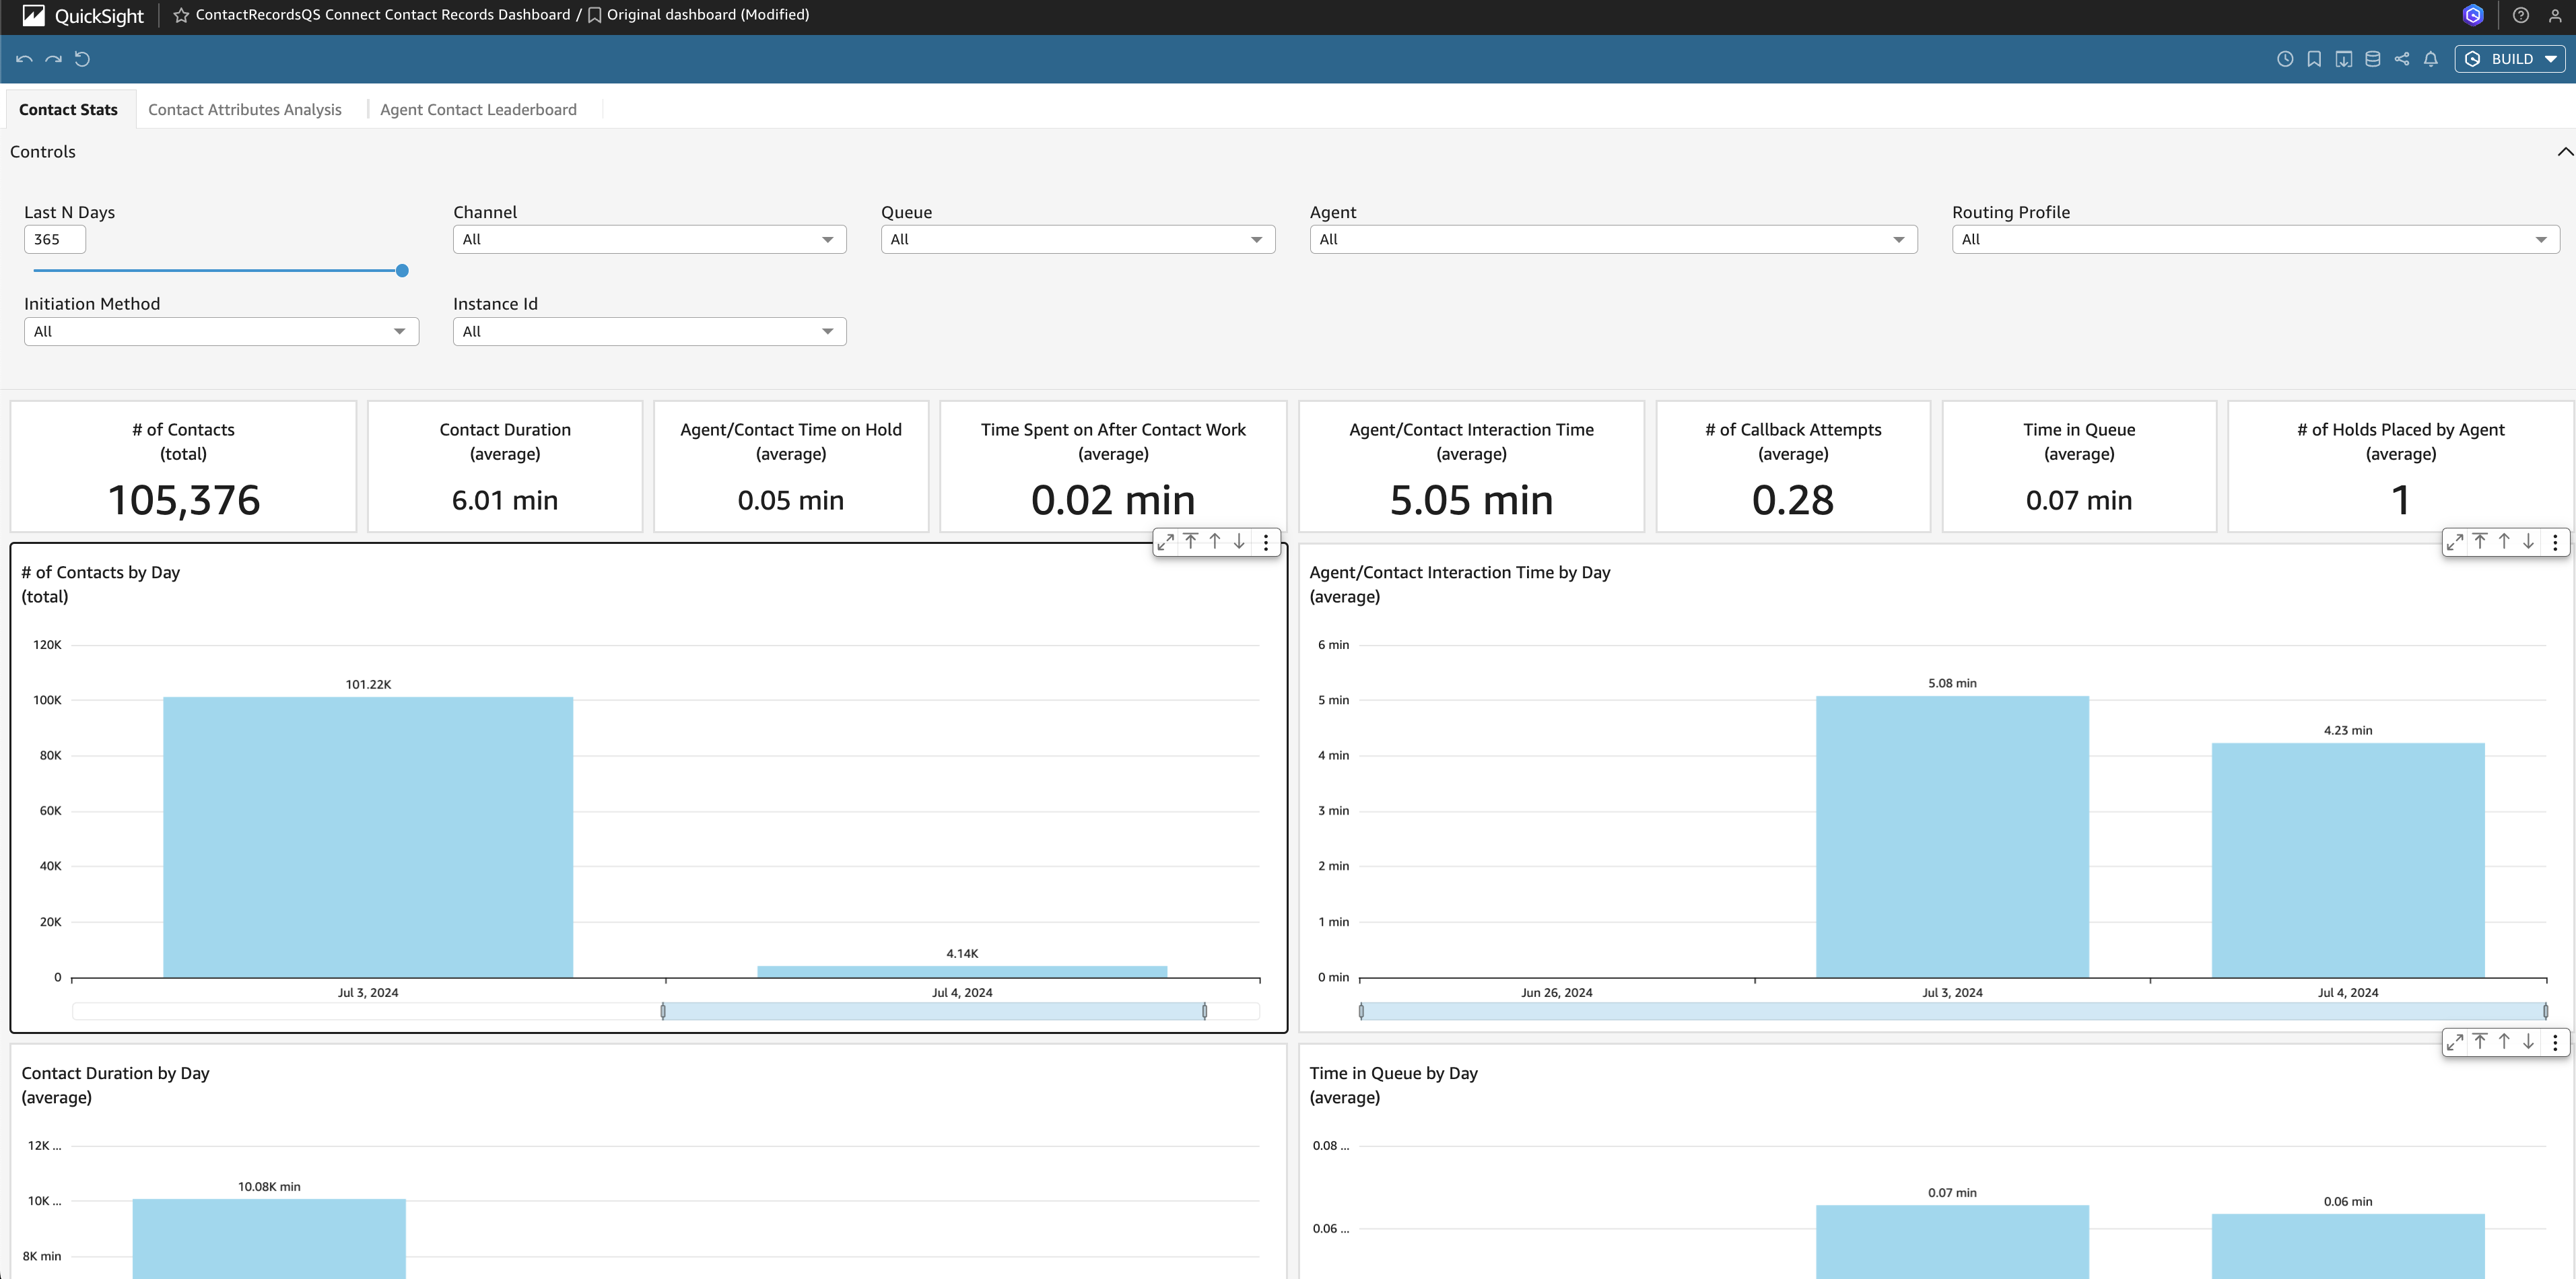 QuickSight
ContactRecordsQS Connect Contact Records Dashboard / Original dashboard (Modified)
BUILD
Contact Stats
Contact Attributes Analysis
Agent Contact Leaderboard
Controls
Last N Days
365
Channel
All
Queue
All
Agent
All
Routing Profile
All
Initiation Method
All
Instance Id
All
# of Contacts
(total)
105,376
Contact Duration
(average)
6.01 min
Agent/Contact Time on Hold
(average)
0.05 min
Time Spent on After Contact Work
(average)
0.02 min
Agent/Contact Interaction Time
(average)
5.05 min
# of Callback Attempts
(average)
0.28
Time in Queue
(average)
0.07 min
# of Holds Placed by Agent
(average)
1
# of Contacts by Day
(total)
120K
100K
80K
60K
40K
20K
0
101.22K
4.14K
Jul 3, 2024
Jul 4, 2024
Agent/Contact Interaction Time by Day
(average)
6 min
5 min
4 min
3 min
2 min
1 min
0 min
5.08 min
4.23 min
Jun 26, 2024
Jul 3, 2024
Jul 4, 2024
Contact Duration by Day
(average)
12K ...
10K ...
8K min
10.08K min
Time in Queue by Day
(average)
0.08 ...
0.06 ...
0.07 min
0.06 min